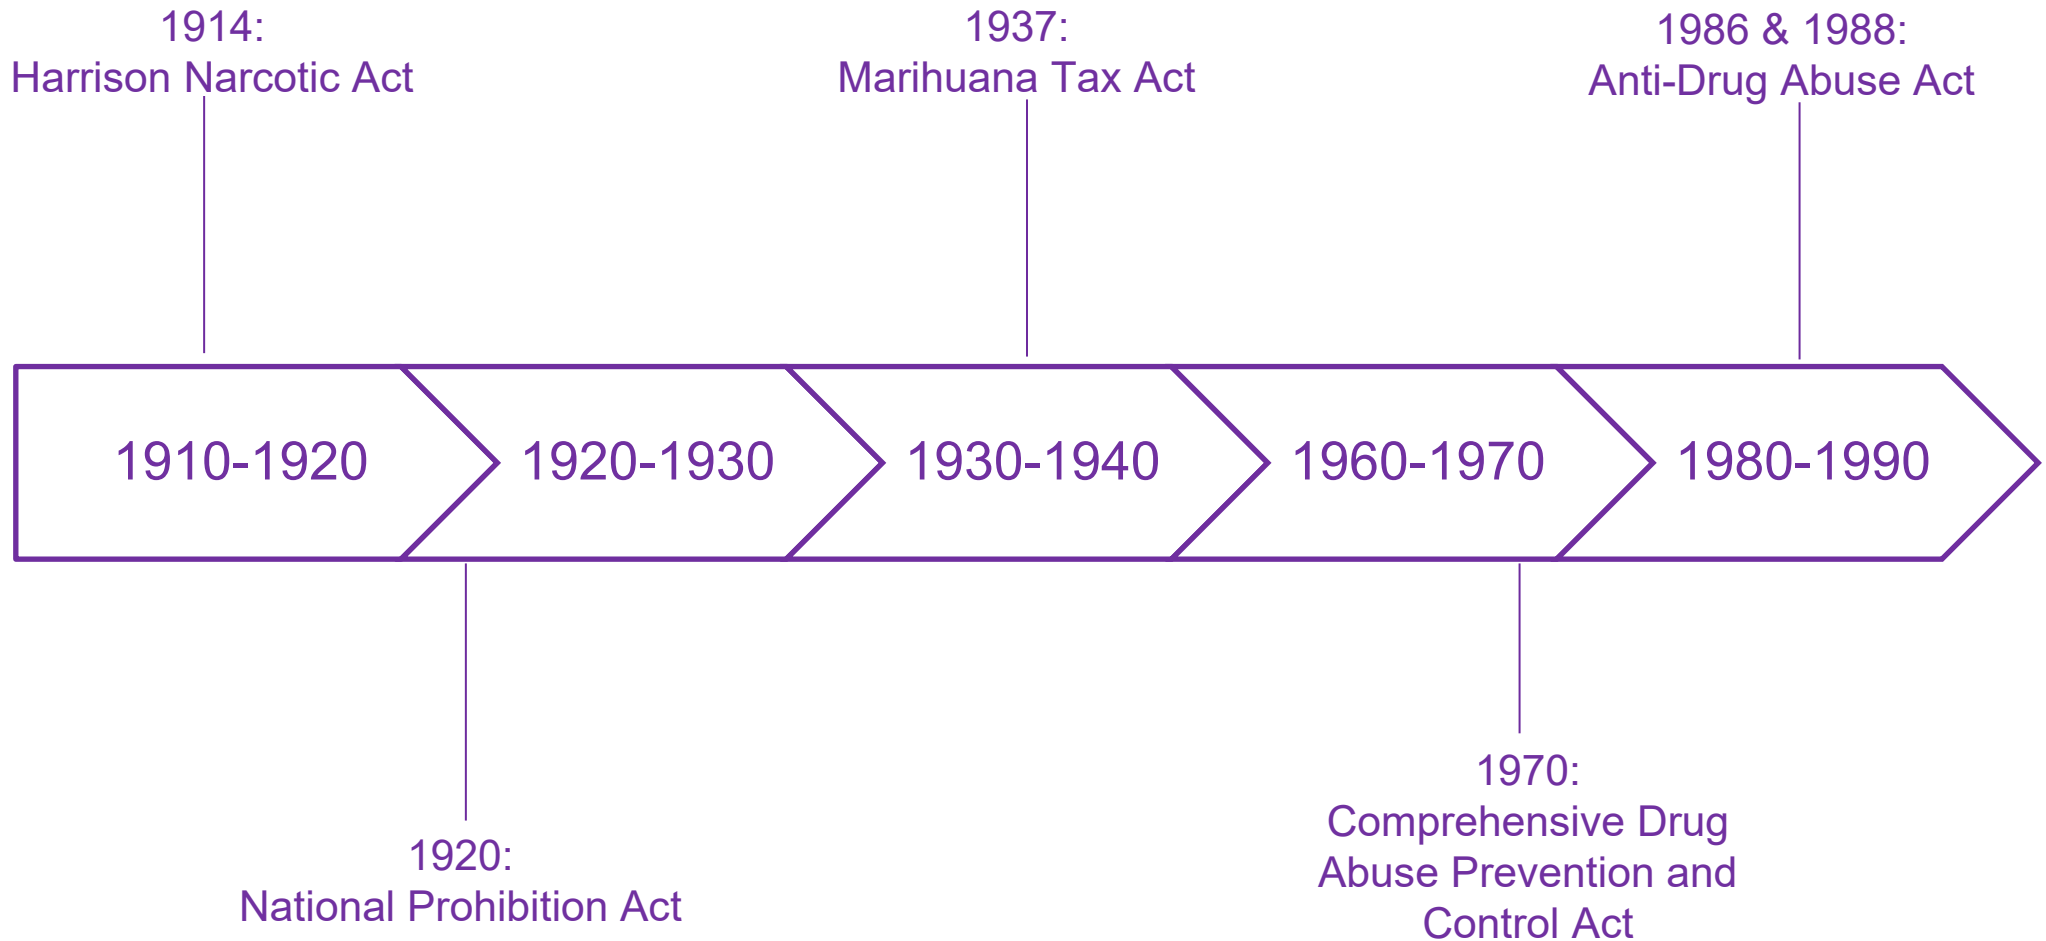 1914:
Harrison Narcotic Act
1937:
Marihuana Tax Act
1986 & 1988:
Anti-Drug Abuse Act
1910-1920
1920-1930
1930-1940
1960-1970
1980-1990
1920:
National Prohibition Act
1970:
Comprehensive Drug
Abuse Prevention and
Control Act